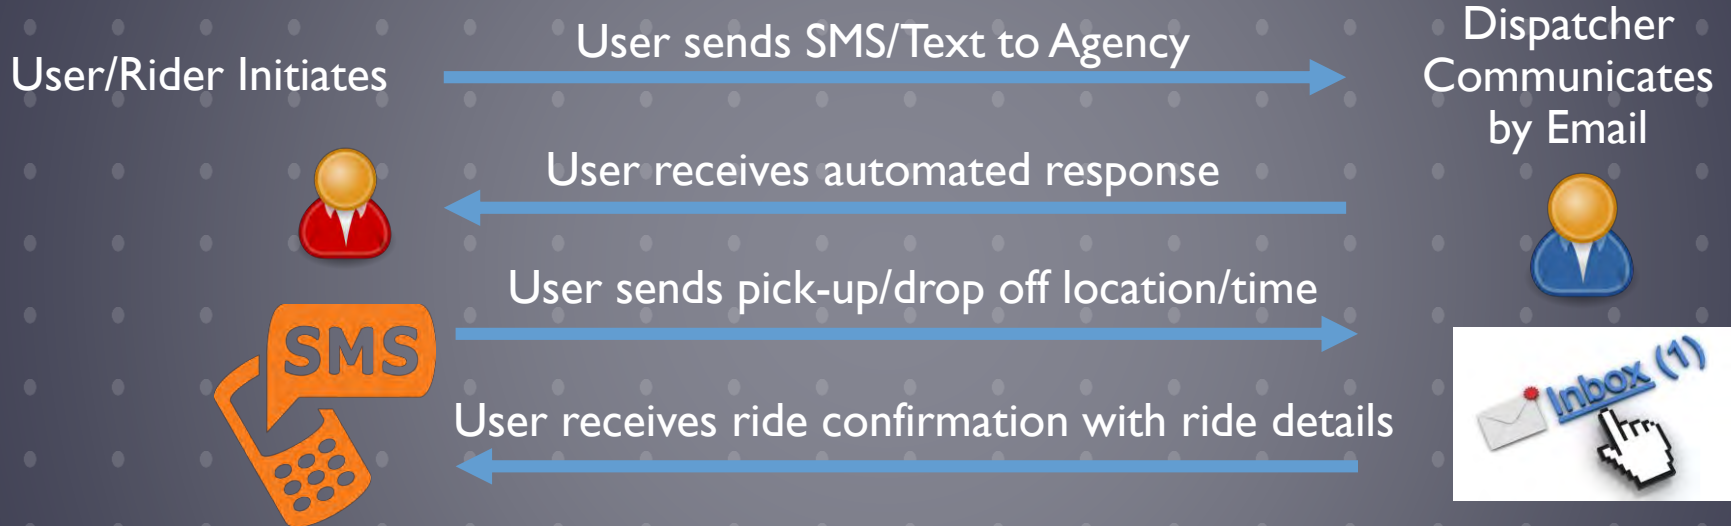 User/Rider Initiates
User sends SMS/Text to Agency
Dispatcher
Communicates
by Email
User receives automated response
User sends pick-up/drop off location/time
SMS
Inbox (1)
User receives ride confirmation with ride details